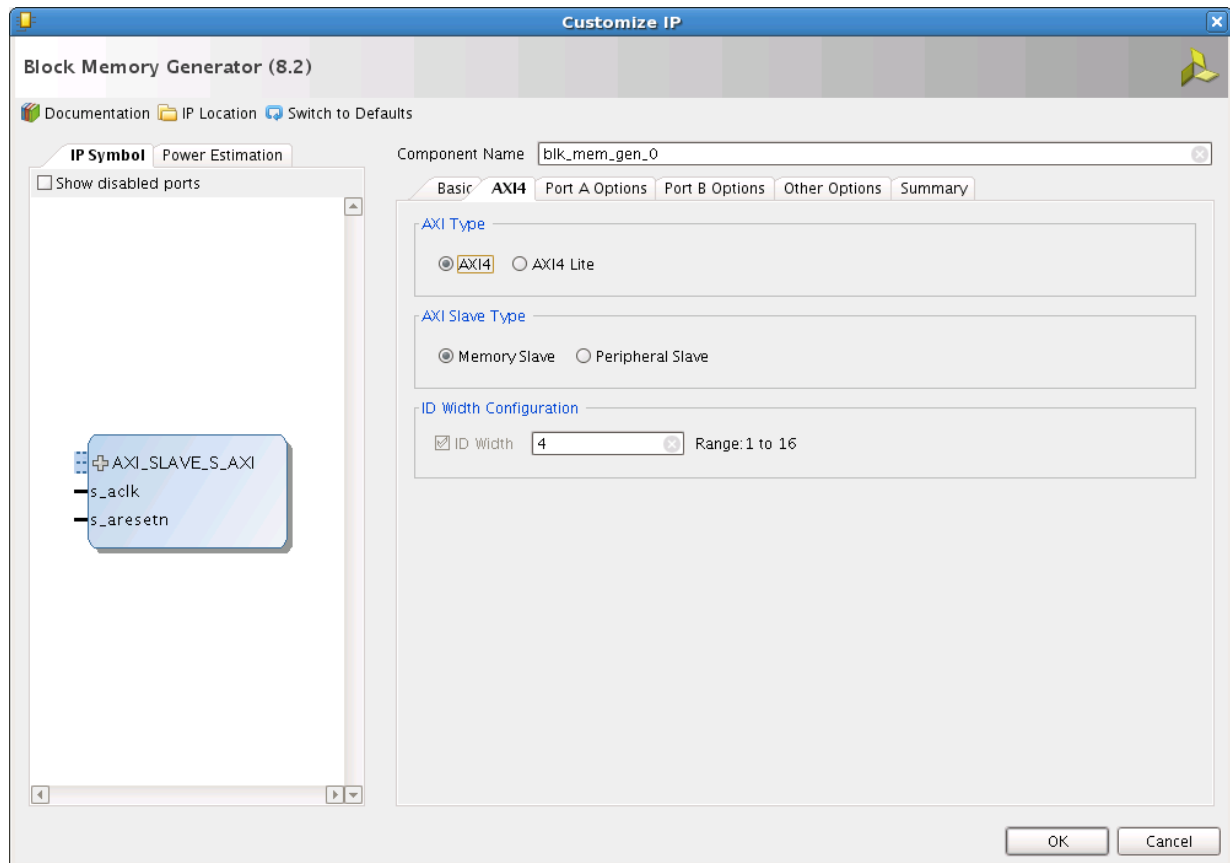 Customize IP
Block Memory Generator (8.2)
Documentation IP Location Switch to Defaults
IP Symbol Power Estimation
Show disabled ports
AXI_SLAVE_S_AXI
s_aclk
s_aresetn
Component Name blk_mem_gen_0
Basic AXI4 Port A Options Port B Options Other Options Summary
AXI Type
AXI4 AXI4 Lite
AXI Slave Type
Memory Slave Peripheral Slave
ID Width Configuration
ID Width 4 Range: 1 to 16
OK Cancel